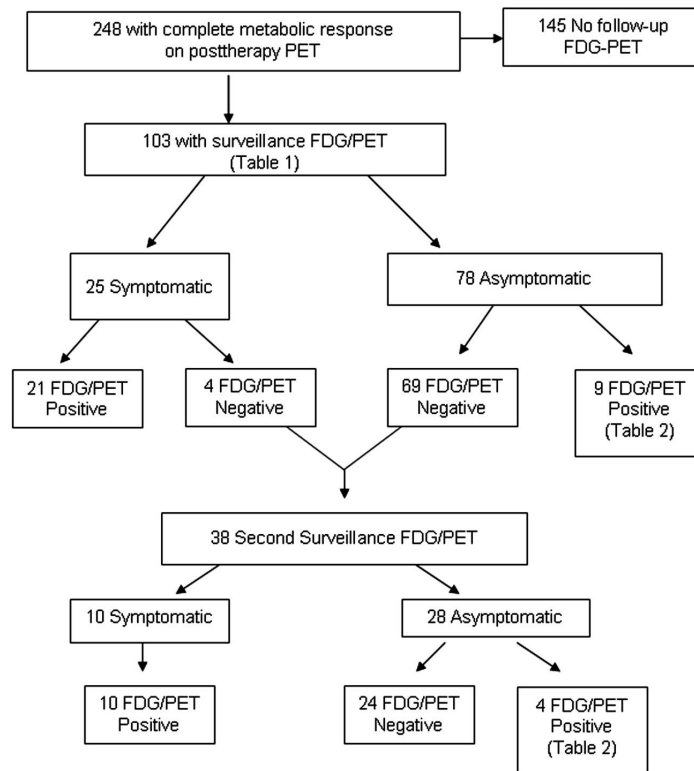 248 with complete metabolic response
on posttherapy PET
145 No follow-up
FDG-PET
103 with surveillance FDG/PET
(Table 1)
25 Symptomatic
78 Asymptomatic
21 FDG/PET
Positive
4 FDG/PET
Negative
69 FDG/PET
Negative
9 FDG/PET
Positive
(Table 2)
38 Second Surveillance FDG/PET
10 Symptomatic
28 Asymptomatic
10 FDG/PET
Positive
24 FDG/PET
Negative
4 FDG/PET
Positive
(Table 2)